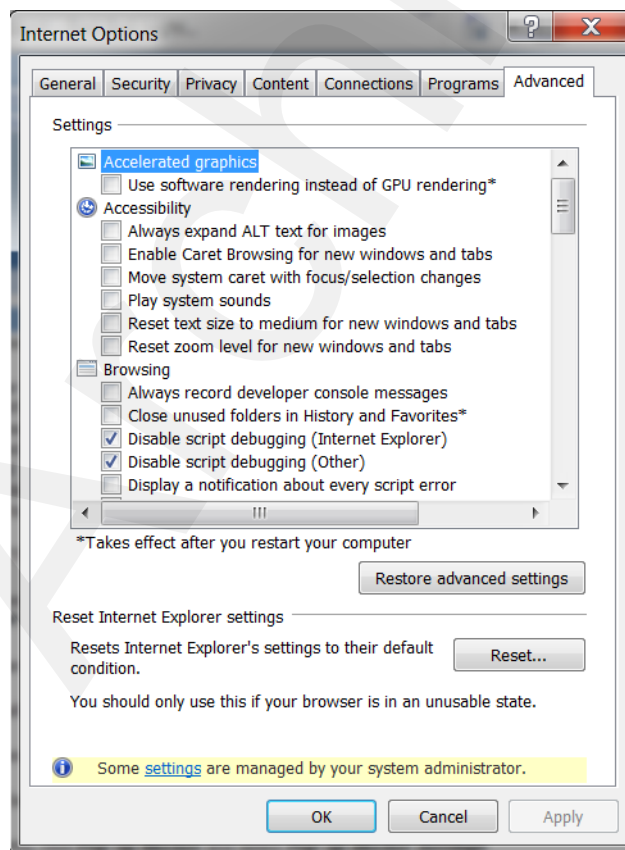 Internet Options
General Security Privacy Content Connections Programs Advanced
Settings
Accelerated graphics
Use software rendering instead of GPU rendering*
Accessibility
Always expand ALT text for images
Enable Caret Browsing for new windows and tabs
Move system caret with focus/selection changes
Play system sounds
Reset text size to medium for new windows and tabs
Reset zoom level for new windows and tabs
Browsing
Always record developer console messages
Close unused folders in History and Favorites*
Disable script debugging (Internet Explorer)
Disable script debugging (Other)
Display a notification about every script error
*Takes effect after you restart your computer
Restore advanced settings
Reset Internet Explorer settings
Resets Internet Explorer's settings to their default
condition.
Reset...
You should only use this if your browser is in an unusable state.
Some settings are managed by your system administrator.
OK Cancel Apply